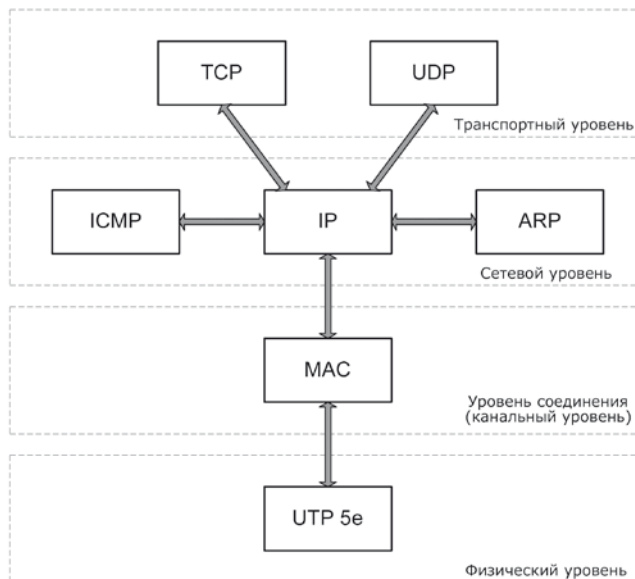 TCP
UDP
Транспортный уровень
ICMP
IP
ARP
Сетевой уровень
MAC
Уровень соединения
(канальный уровень)
UTP 5e
Физический уровень